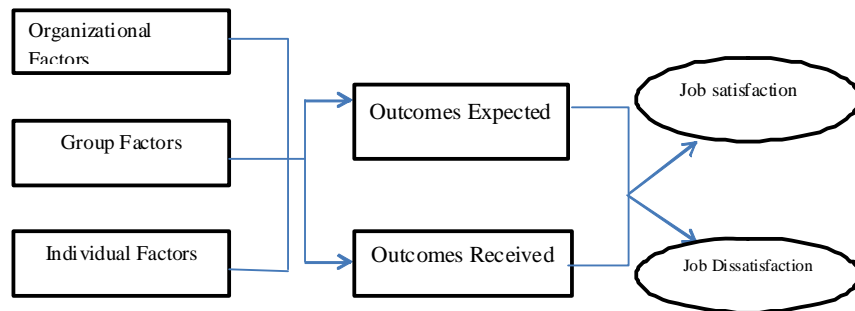 Organizational
Factors
Group Factors
Individual Factors
Outcomes Expected
Outcomes Received
Job satisfaction
Job Dissatisfaction